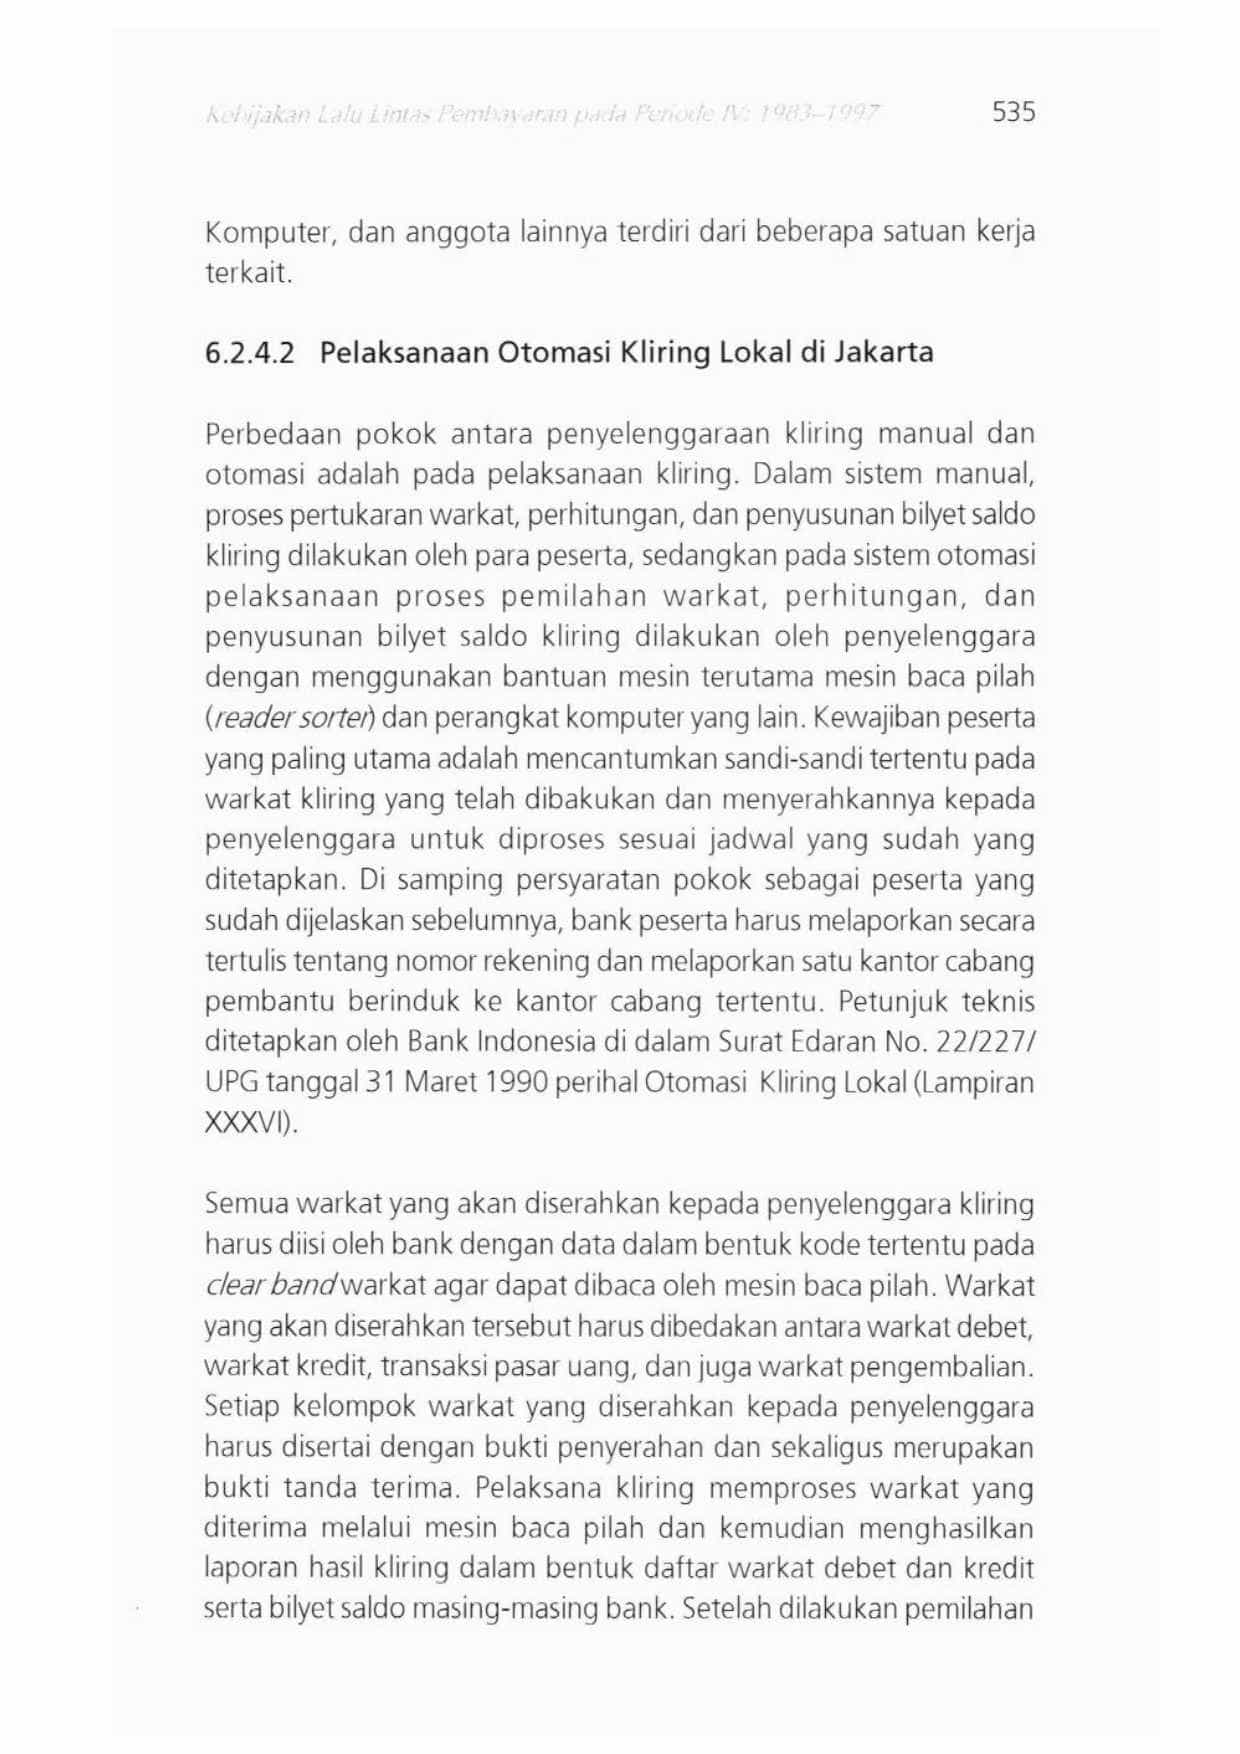 Kebijakan Lalu Lintas Pembayaran pada Periode IV: 1983–1997 535
Komputer, dan anggota lainnya terdiri dari beberapa satuan kerja
terkait.
6.2.4.2 Pelaksanaan Otomasi Kliring Lokal di Jakarta
Perbedaan pokok antara penyelenggaraan kliring manual dan
otomasi adalah pada pelaksanaan kliring. Dalam sistem manual,
proses pertukaran warkat, perhitungan, dan penyusunan bilyet saldo
kliring dilakukan oleh para peserta, sedangkan pada sistem otomasi
pelaksanaan proses pemilahan warkat, perhitungan, dan
penyusunan bilyet saldo kliring dilakukan oleh penyelenggara
dengan menggunakan bantuan mesin terutama mesin baca pilah
(reader sorter) dan perangkat komputer yang lain. Kewajiban peserta
yang paling utama adalah mencantumkan sandi-sandi tertentu pada
warkat kliring yang telah dibakukan dan menyerahkannya kepada
penyelenggara untuk diproses sesuai jadwal yang sudah yang
ditetapkan. Di samping persyaratan pokok sebagai peserta yang
sudah dijelaskan sebelumnya, bank peserta harus melaporkan secara
tertulis tentang nomor rekening dan melaporkan satu kantor cabang
pembantu berinduk ke kantor cabang tertentu. Petunjuk teknis
ditetapkan oleh Bank Indonesia di dalam Surat Edaran No. 22/227/
UPG tanggal 31 Maret 1990 perihal Otomasi Kliring Lokal (Lampiran
XXXVI).
Semua warkat yang akan diserahkan kepada penyelenggara kliring
harus diisi oleh bank dengan data dalam bentuk kode tertentu pada
clear band warkat agar dapat dibaca oleh mesin baca pilah. Warkat
yang akan diserahkan tersebut harus dibedakan antara warkat debet,
warkat kredit, transaksi pasar uang, dan juga warkat pengembalian.
Setiap kelompok warkat yang diserahkan kepada penyelenggara
harus disertai dengan bukti penyerahan dan sekaligus merupakan
bukti tanda terima. Pelaksana kliring memproses warkat yang
diterima melalui mesin baca pilah dan kemudian menghasilkan
laporan hasil kliring dalam bentuk daftar warkat debet dan kredit
serta bilyet saldo masing-masing bank. Setelah dilakukan pemilahan